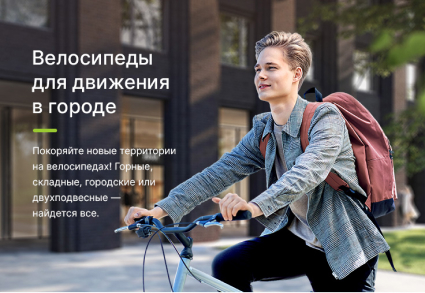 Велосипеды
для движения
в городе
Покоряйте новые территории
на велосипедах! Горные,
складные, городские или
двухподвесные —
найдется все.